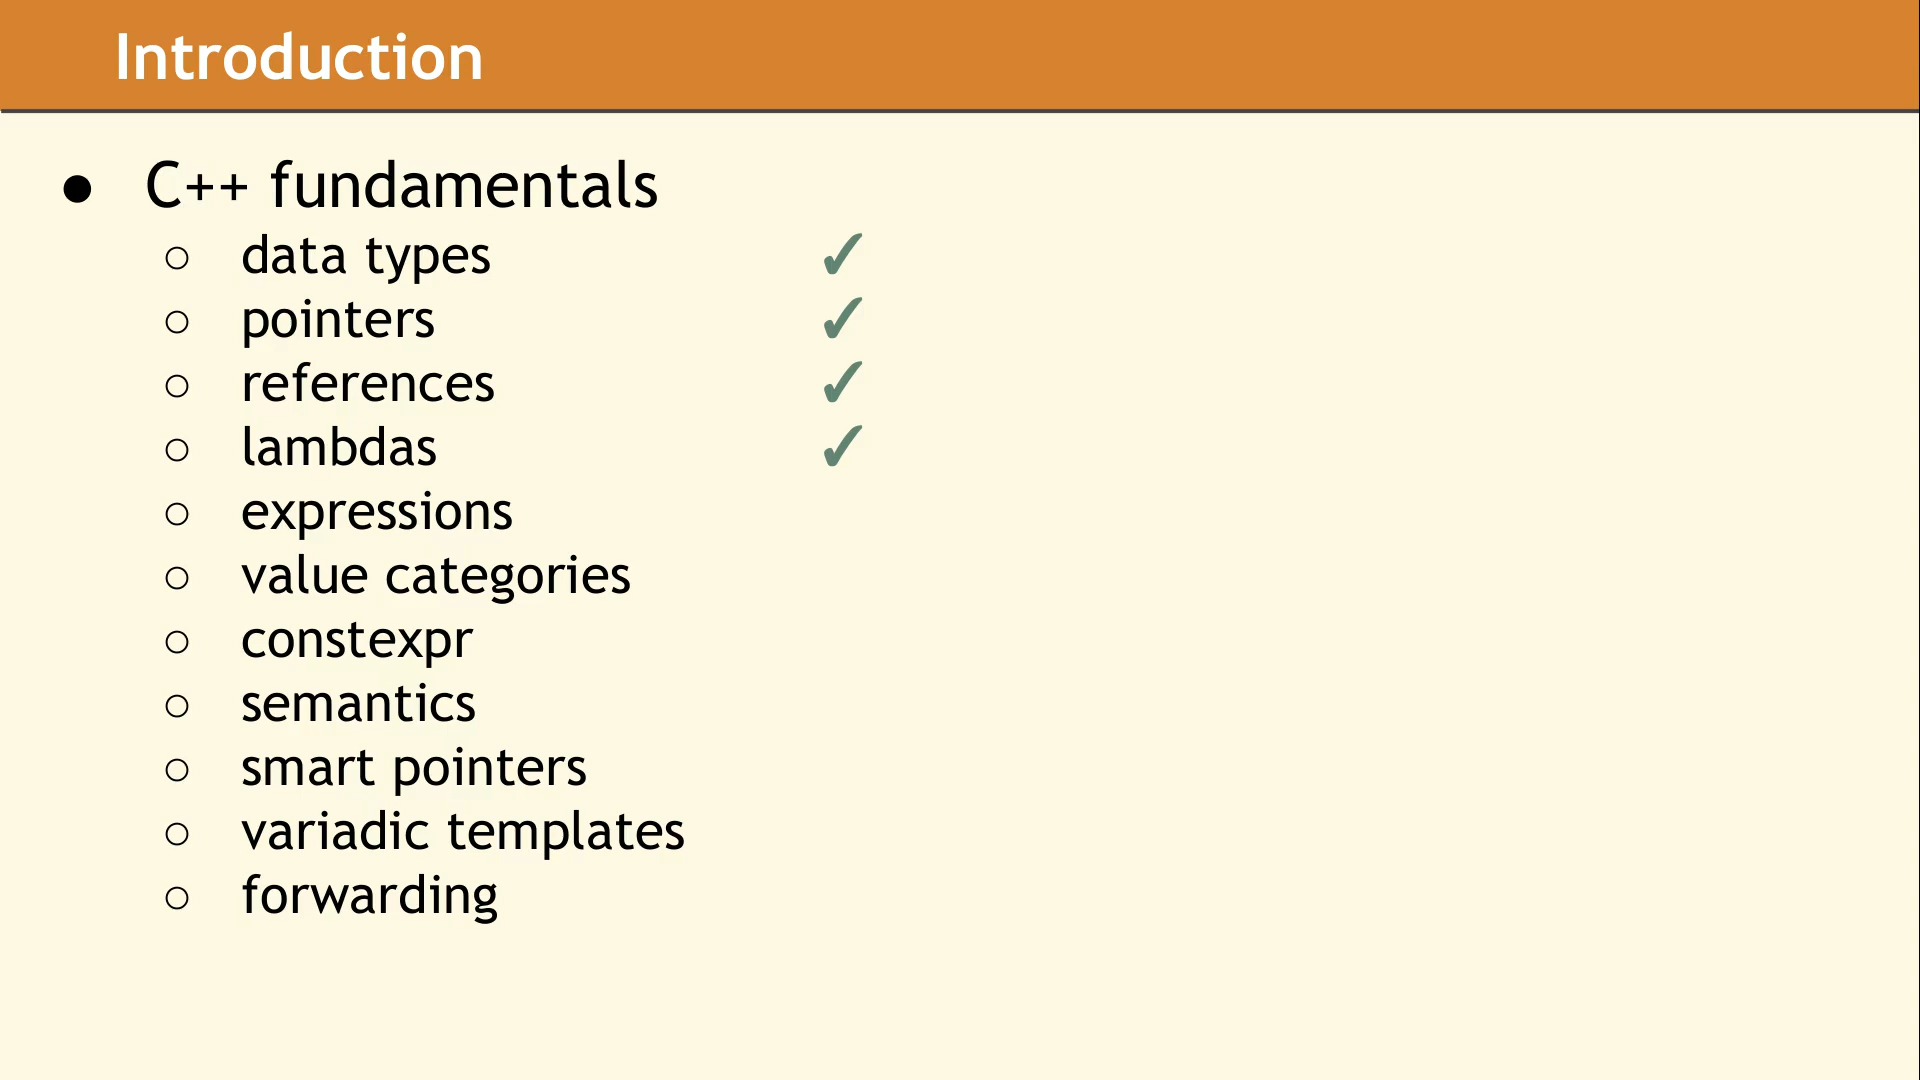 Introduction
● C++ fundamentals
○ data types ✓
○ pointers ✓
○ references ✓
○ lambdas ✓
○ expressions
○ value categories
○ constexpr
○ semantics
○ smart pointers
○ variadic templates
○ forwarding